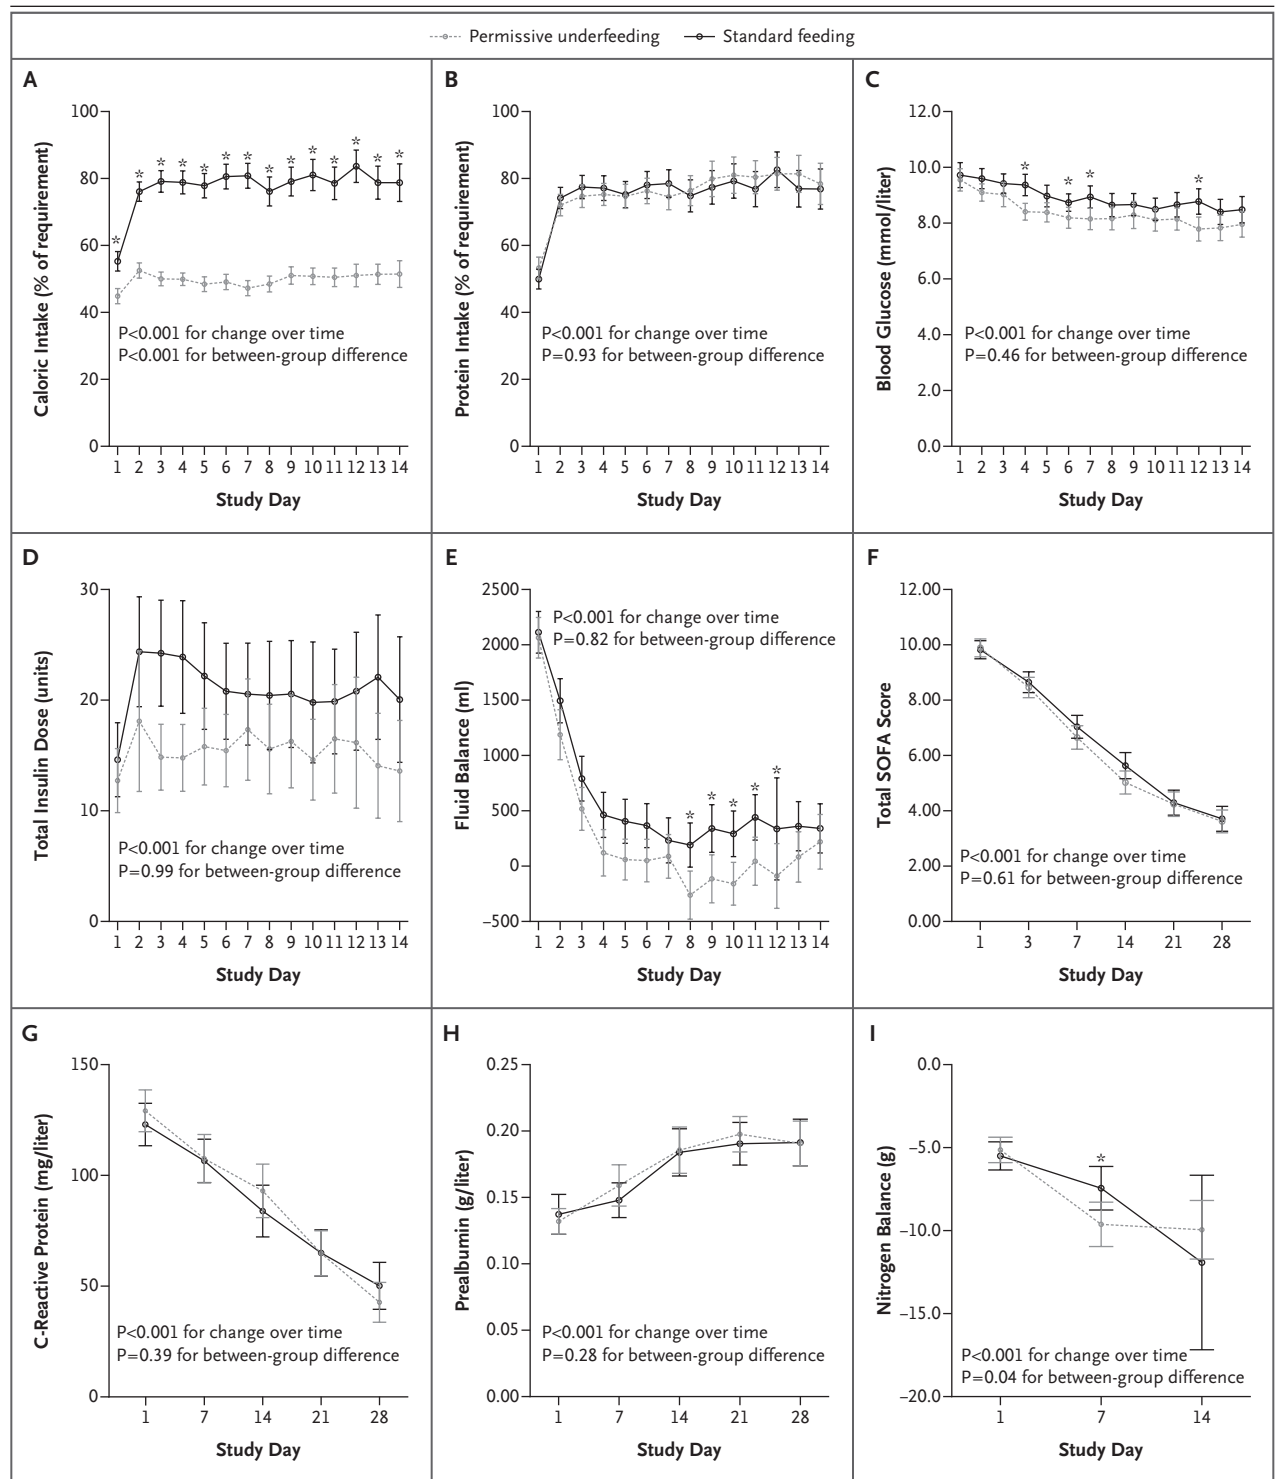 Permissive underfeeding Standard feeding
A
Caloric Intake (% of requirement)
100
80
60
40
20
0
* * * * * * * * * * * * * *
P<0.001 for change over time
P<0.001 for between-group difference
1 2 3 4 5 6 7 8 9 10 11 12 13 14
Study Day
B
Protein Intake (% of requirement)
100
80
60
40
20
0
P<0.001 for change over time
P=0.93 for between-group difference
1 2 3 4 5 6 7 8 9 10 11 12 13 14
Study Day
C
Blood Glucose (mmol/liter)
12.0
10.0
8.0
6.0
4.0
2.0
0.0
* * * *
P<0.001 for change over time
P=0.46 for between-group difference
1 2 3 4 5 6 7 8 9 10 11 12 13 14
Study Day
D
Total Insulin Dose (units)
30
20
10
0
P<0.001 for change over time
P=0.99 for between-group difference
1 2 3 4 5 6 7 8 9 10 11 12 13 14
Study Day
E
Fluid Balance (ml)
2500
2000
1500
1000
500
0
–500
P<0.001 for change over time
P=0.82 for between-group difference
* * * * *
1 2 3 4 5 6 7 8 9 10 11 12 13 14
Study Day
F
Total SOFA Score
12.00
10.00
8.00
6.00
4.00
2.00
0.00
P<0.001 for change over time
P=0.61 for between-group difference
1 3 7 14 21 28
Study Day
G
C-Reactive Protein (mg/liter)
150
100
50
0
P<0.001 for change over time
P=0.39 for between-group difference
1 7 14 21 28
Study Day
H
Prealbumin (g/liter)
0.25
0.20
0.15
0.10
0.05
0.00
P<0.001 for change over time
P=0.28 for between-group difference
1 7 14 21 28
Study Day
I
Nitrogen Balance (g)
0.0
–5.0
–10.0
–15.0
–20.0
*
P<0.001 for change over time
P=0.04 for between-group difference
1 7 14
Study Day